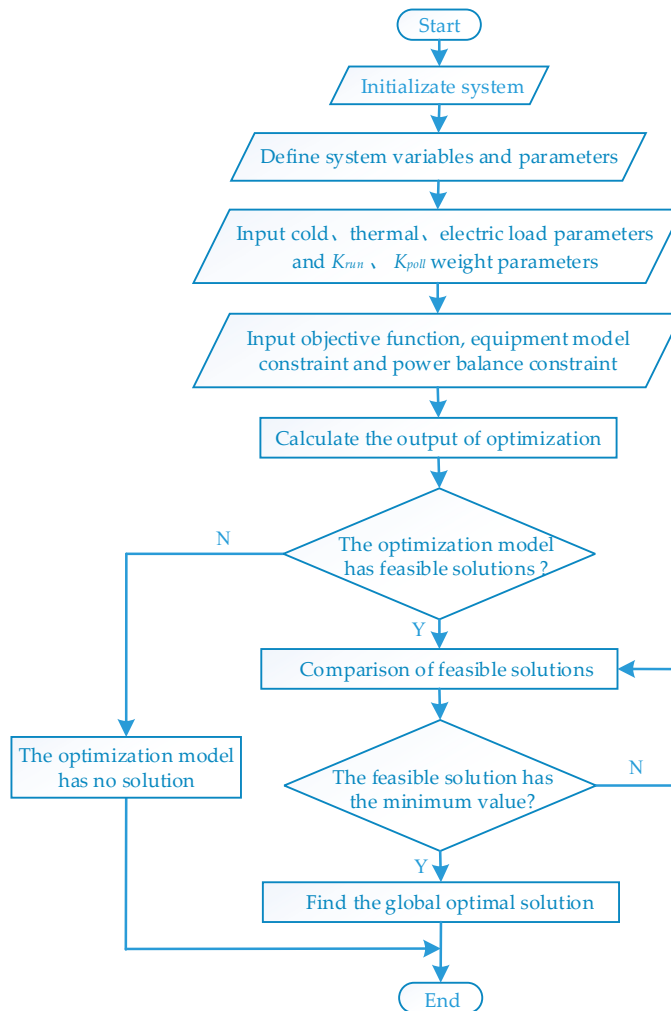 Start
Initializate system
Define system variables and parameters
Input cold、thermal、electric load parameters
and Krun 、 Kpoll weight parameters
Input objective function, equipment model
constraint and power balance constraint
Calculate the output of optimization
N
The optimization model
has feasible solutions ?
Y
Comparison of feasible solutions
The optimization model
has no solution
The feasible solution has
the minimum value?
N
Y
Find the global optimal solution
End